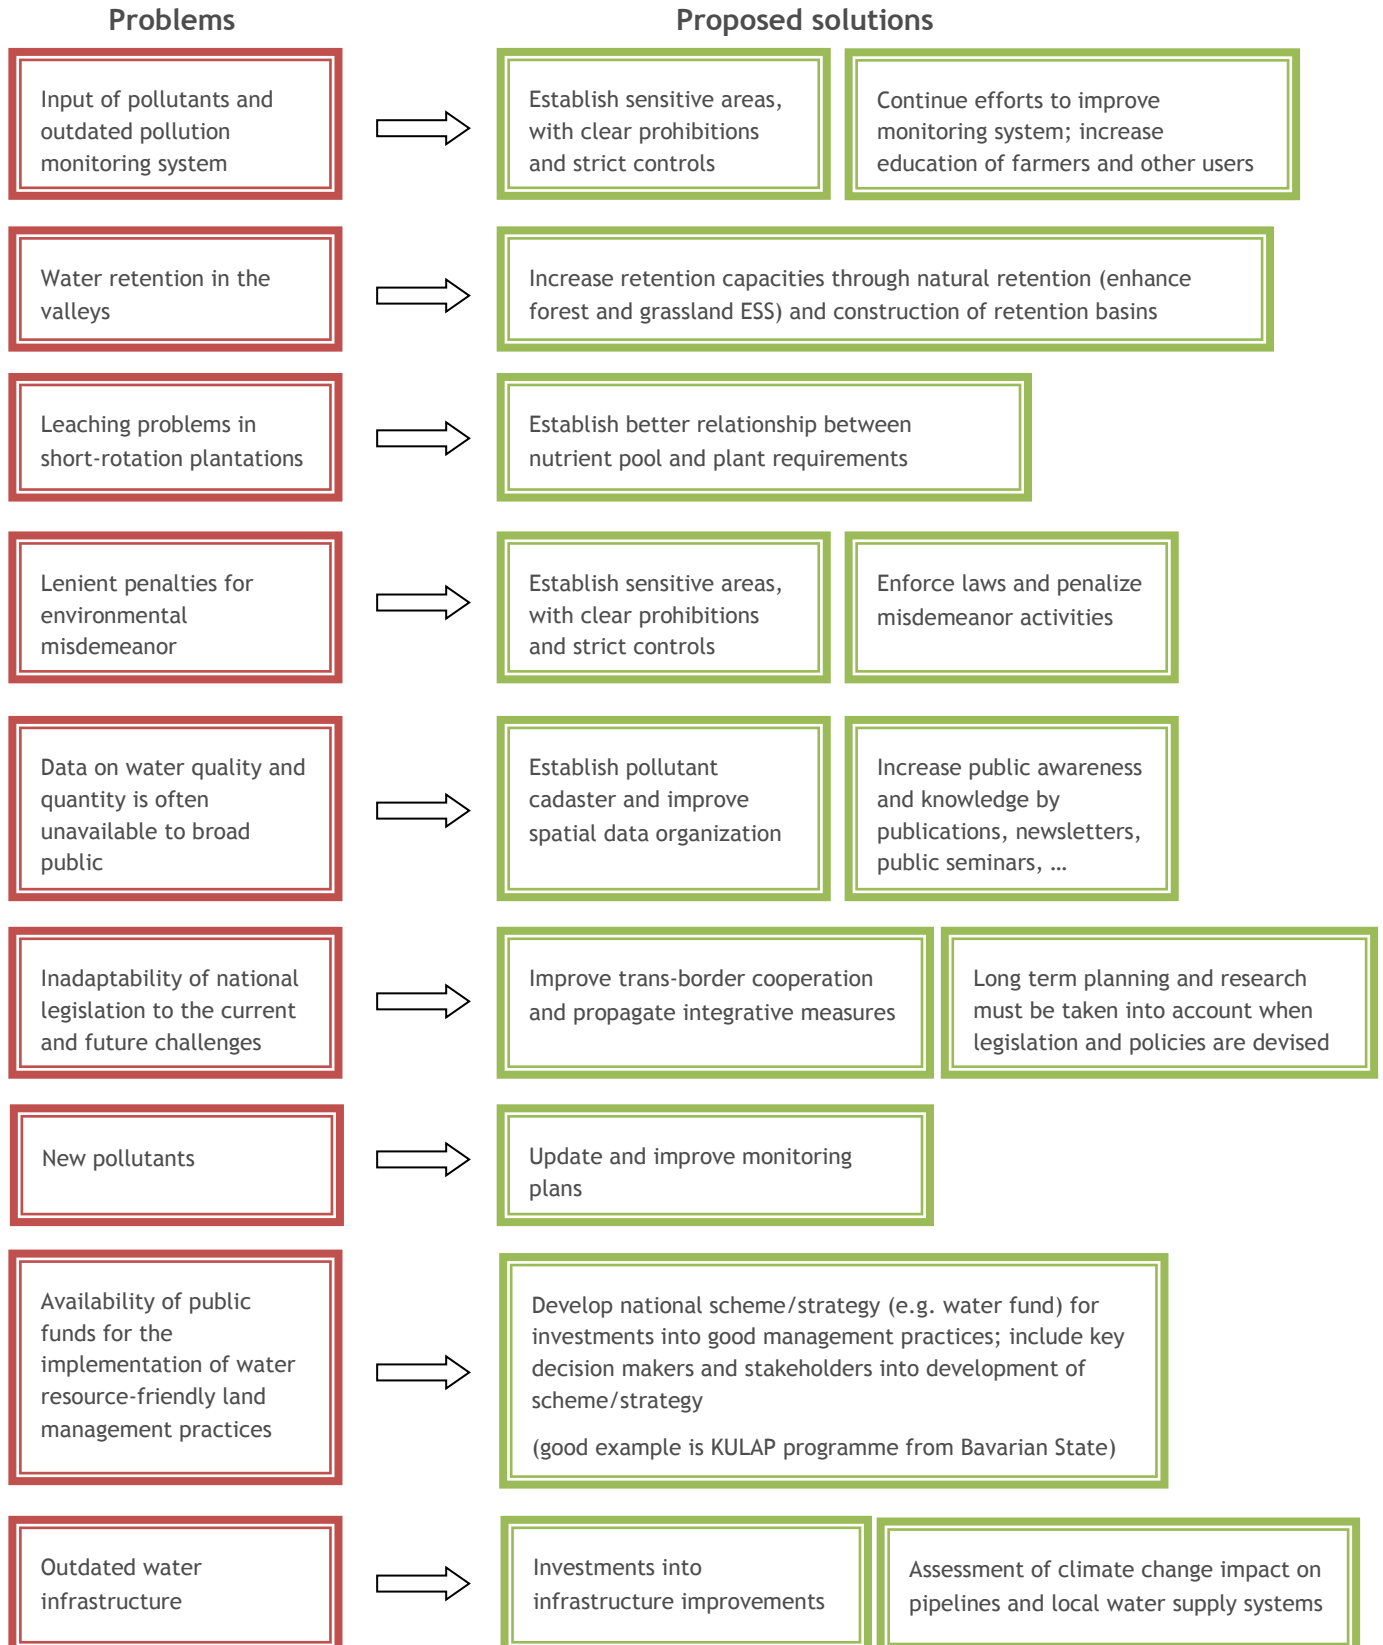 Problems
Proposed solutions
Input of pollutants and
outdated pollution
monitoring system
Establish sensitive areas,
with clear prohibitions
and strict controls
Continue efforts to improve
monitoring system; increase
education of farmers and other users
Water retention in the
valleys
Increase retention capacities through natural retention (enhance
forest and grassland ESS) and construction of retention basins
Leaching problems in
short-rotation plantations
Establish better relationship between
nutrient pool and plant requirements
Lenient penalties for
environmental
misdemeanor
Establish sensitive areas,
with clear prohibitions
and strict controls
Enforce laws and penalize
misdemeanor activities
Data on water quality and
quantity is often
unavailable to broad
public
Establish pollutant
cadaster and improve
spatial data organization
Increase public awareness
and knowledge by
publications, newsletters,
public seminars, …
Inadaptability of national
legislation to the current
and future challenges
Improve trans-border cooperation
and propagate integrative measures
Long term planning and research
must be taken into account when
legislation and policies are devised
New pollutants
Update and improve monitoring
plans
Availability of public
funds for the
implementation of water
resource-friendly land
management practices
Develop national scheme/strategy (e.g. water fund) for
investments into good management practices; include key
decision makers and stakeholders into development of
scheme/strategy
(good example is KULAP programme from Bavarian State)
Outdated water
infrastructure
Investments into
infrastructure improvements
Assessment of climate change impact on
pipelines and local water supply systems